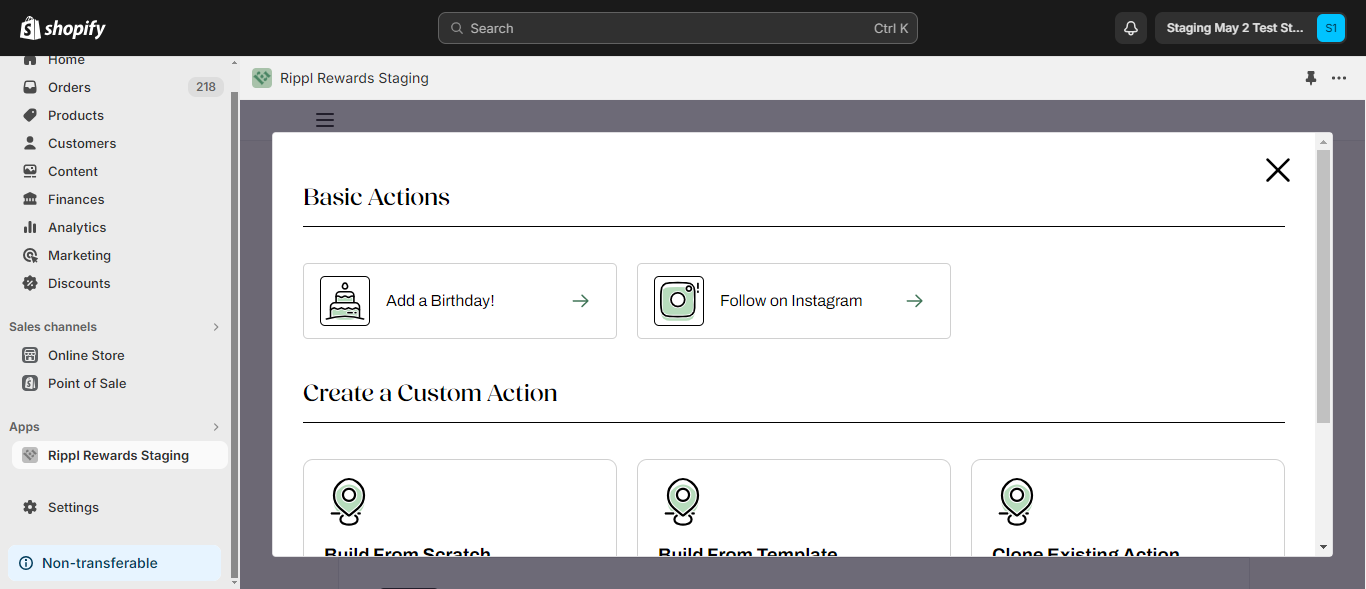 shopify
Search
Ctrl K
Staging May 2 Test St...
S1
Home
Orders
218
Products
Customers
Content
Finances
Analytics
Marketing
Discounts
Sales channels
Online Store
Point of Sale
Apps
Rippl Rewards Staging
Settings
Non-transferable
Rippl Rewards Staging
Basic Actions
Add a Birthday!
Follow on Instagram
Create a Custom Action
Build From Scratch
Build From Template
Clone Existing Action